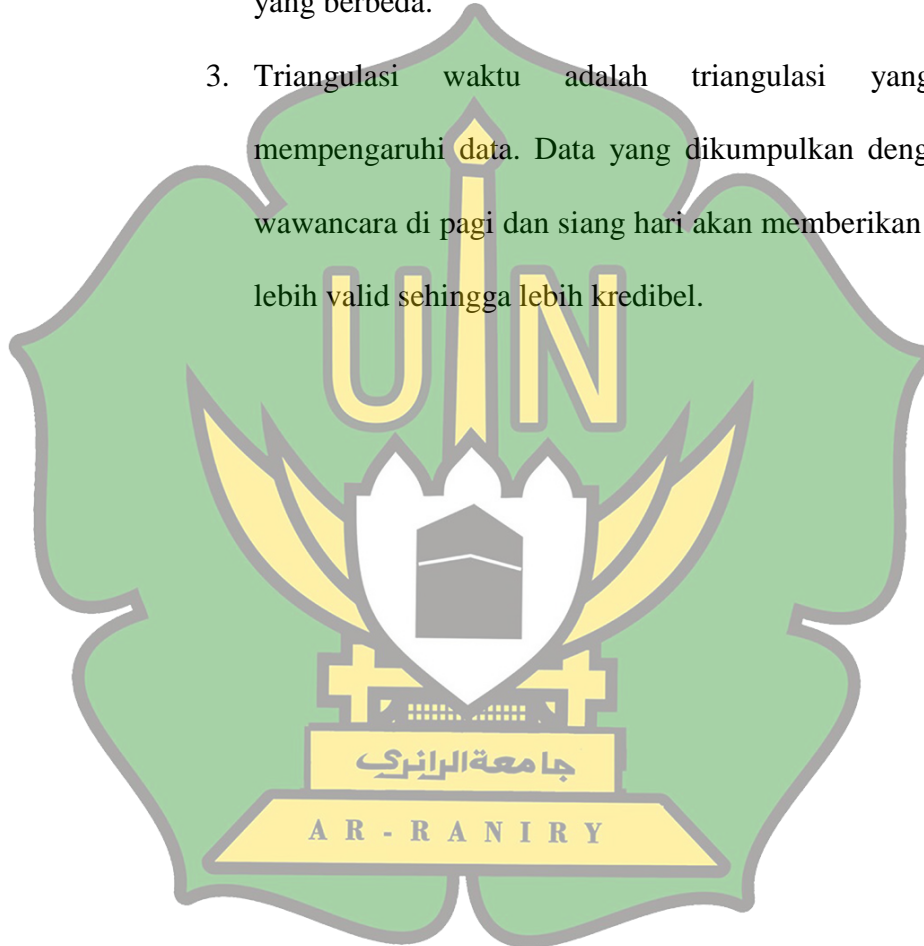 yang berbeda.
3. Triangulasi waktu adalah triangulasi yang
mempengaruhi data. Data yang dikumpulkan deng
wawancara di pagi dan siang hari akan memberikan
lebih valid sehingga lebih kredibel.
UIN
جامعة الرانري
AR-RANIRY